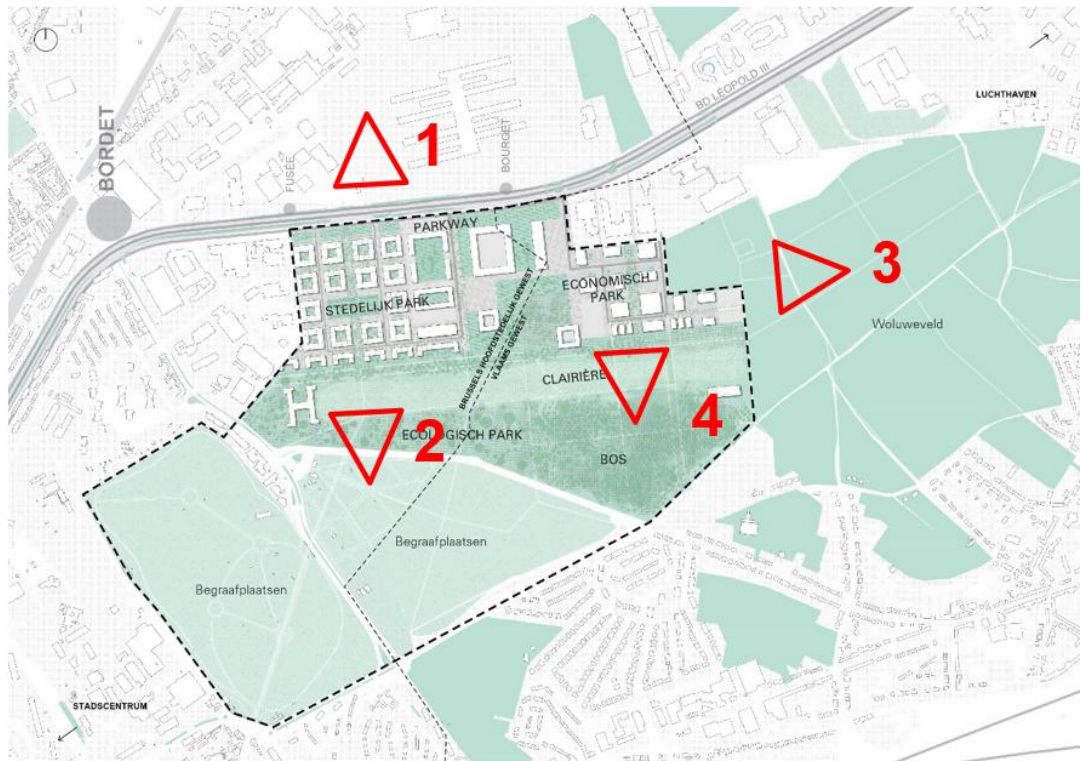 BD LEOPOLD III
LUCHTHAVEN
BORDET
1
FUSEE
BOURGET
PARKWAY
STEDELIJK PARK
ECONOMISCH
PARK
3
Woluweveld
BRUSSELS HOOFDSTEDELIJK GEWEST
VLAAMS GEWEST
CLAIRIÈRE
2
ECOLOGISCH PARK
4
BOS
Begraafplaatsen
Begraafplaatsen
STADSCENTRUM